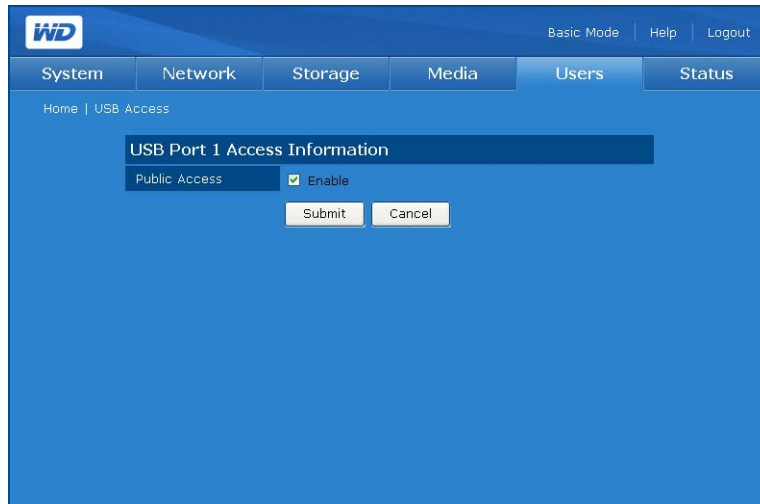 WD
Basic Mode | Help | Logout
System Network Storage Media Users Status
Home | USB Access
USB Port 1 Access Information
Public Access Enable
Submit Cancel